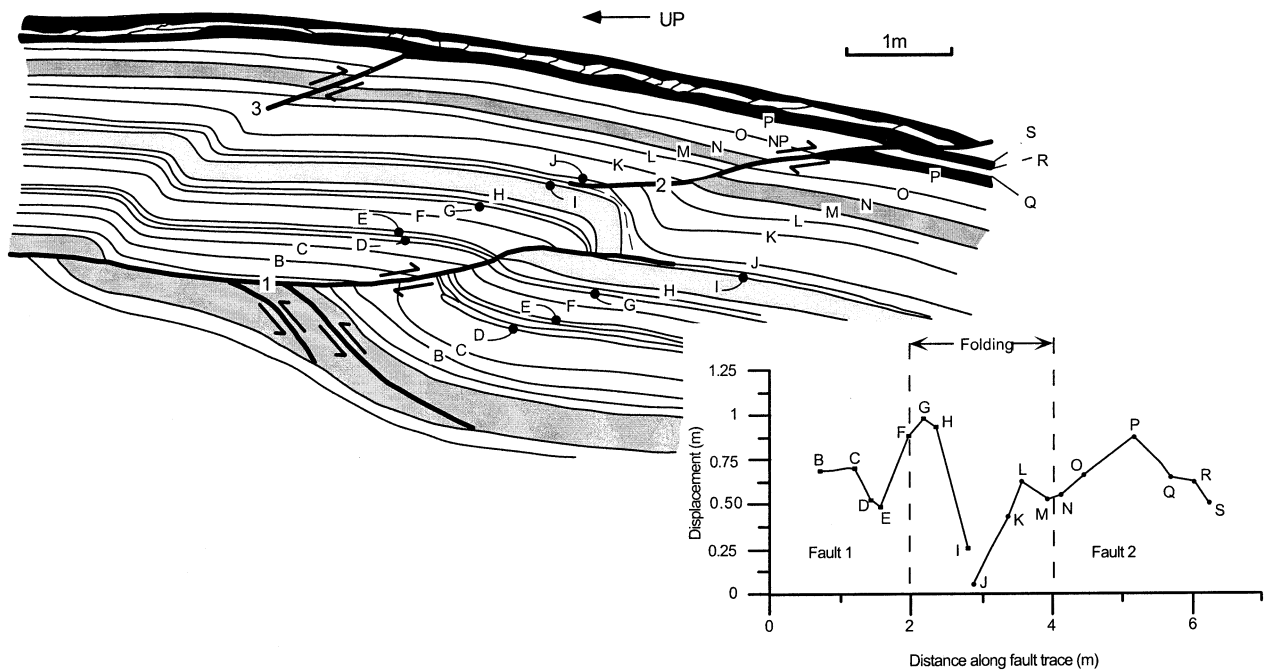 UP
1m
3
P
O
NP
N
M
L
K
J
2
I
H
G
F
E
D
C
B
1
S
R
Q
P
O
N
M
L
K
J
I
H
G
F
E
D
C
B
Folding
1.25
1
0.75
0.50
0.25
0
Displacement (m)
B
C
D
E
F
G
H
I
J
K
L
M
N
O
P
Q
R
S
Fault 1
Fault 2
0
2
4
6
Distance along fault trace (m)